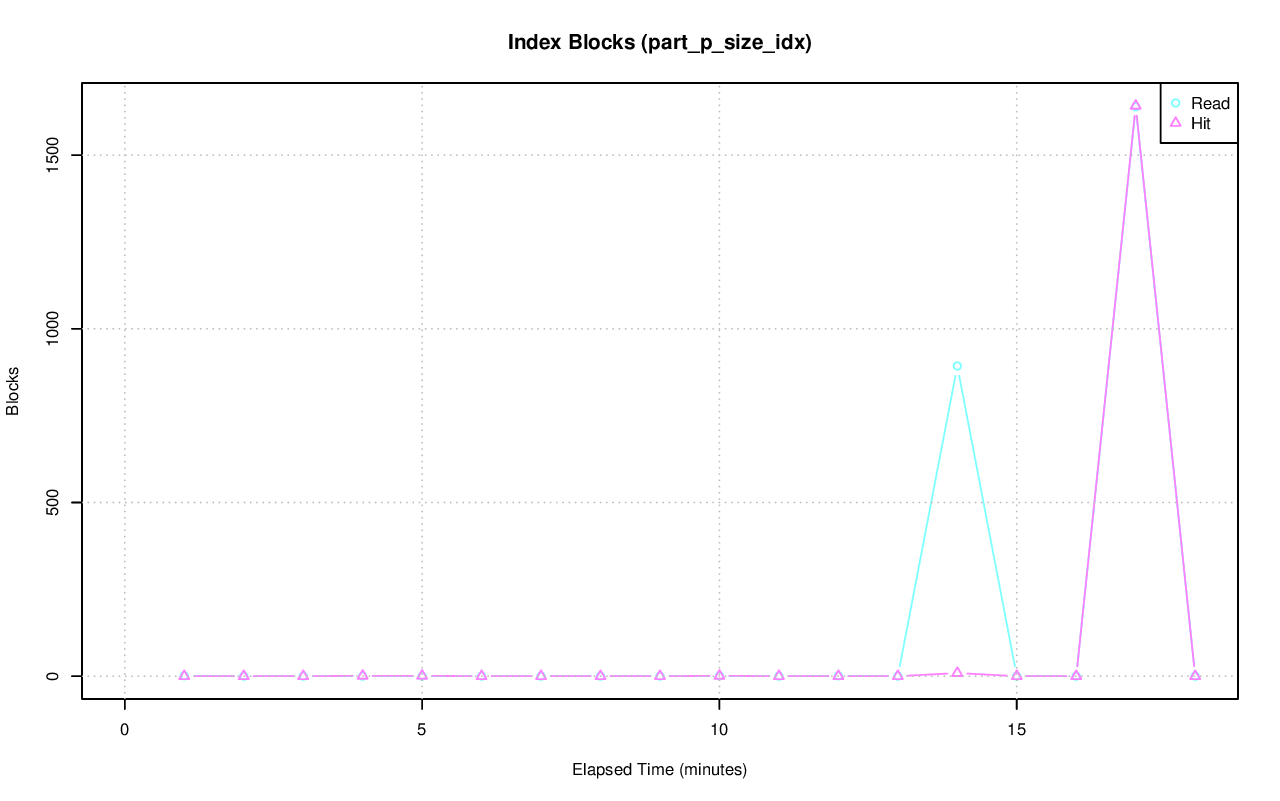 Index Blocks (part_p_size_idx)
Read
Hit
Blocks
0
500
1000
1500
0
5
10
15
Elapsed Time (minutes)